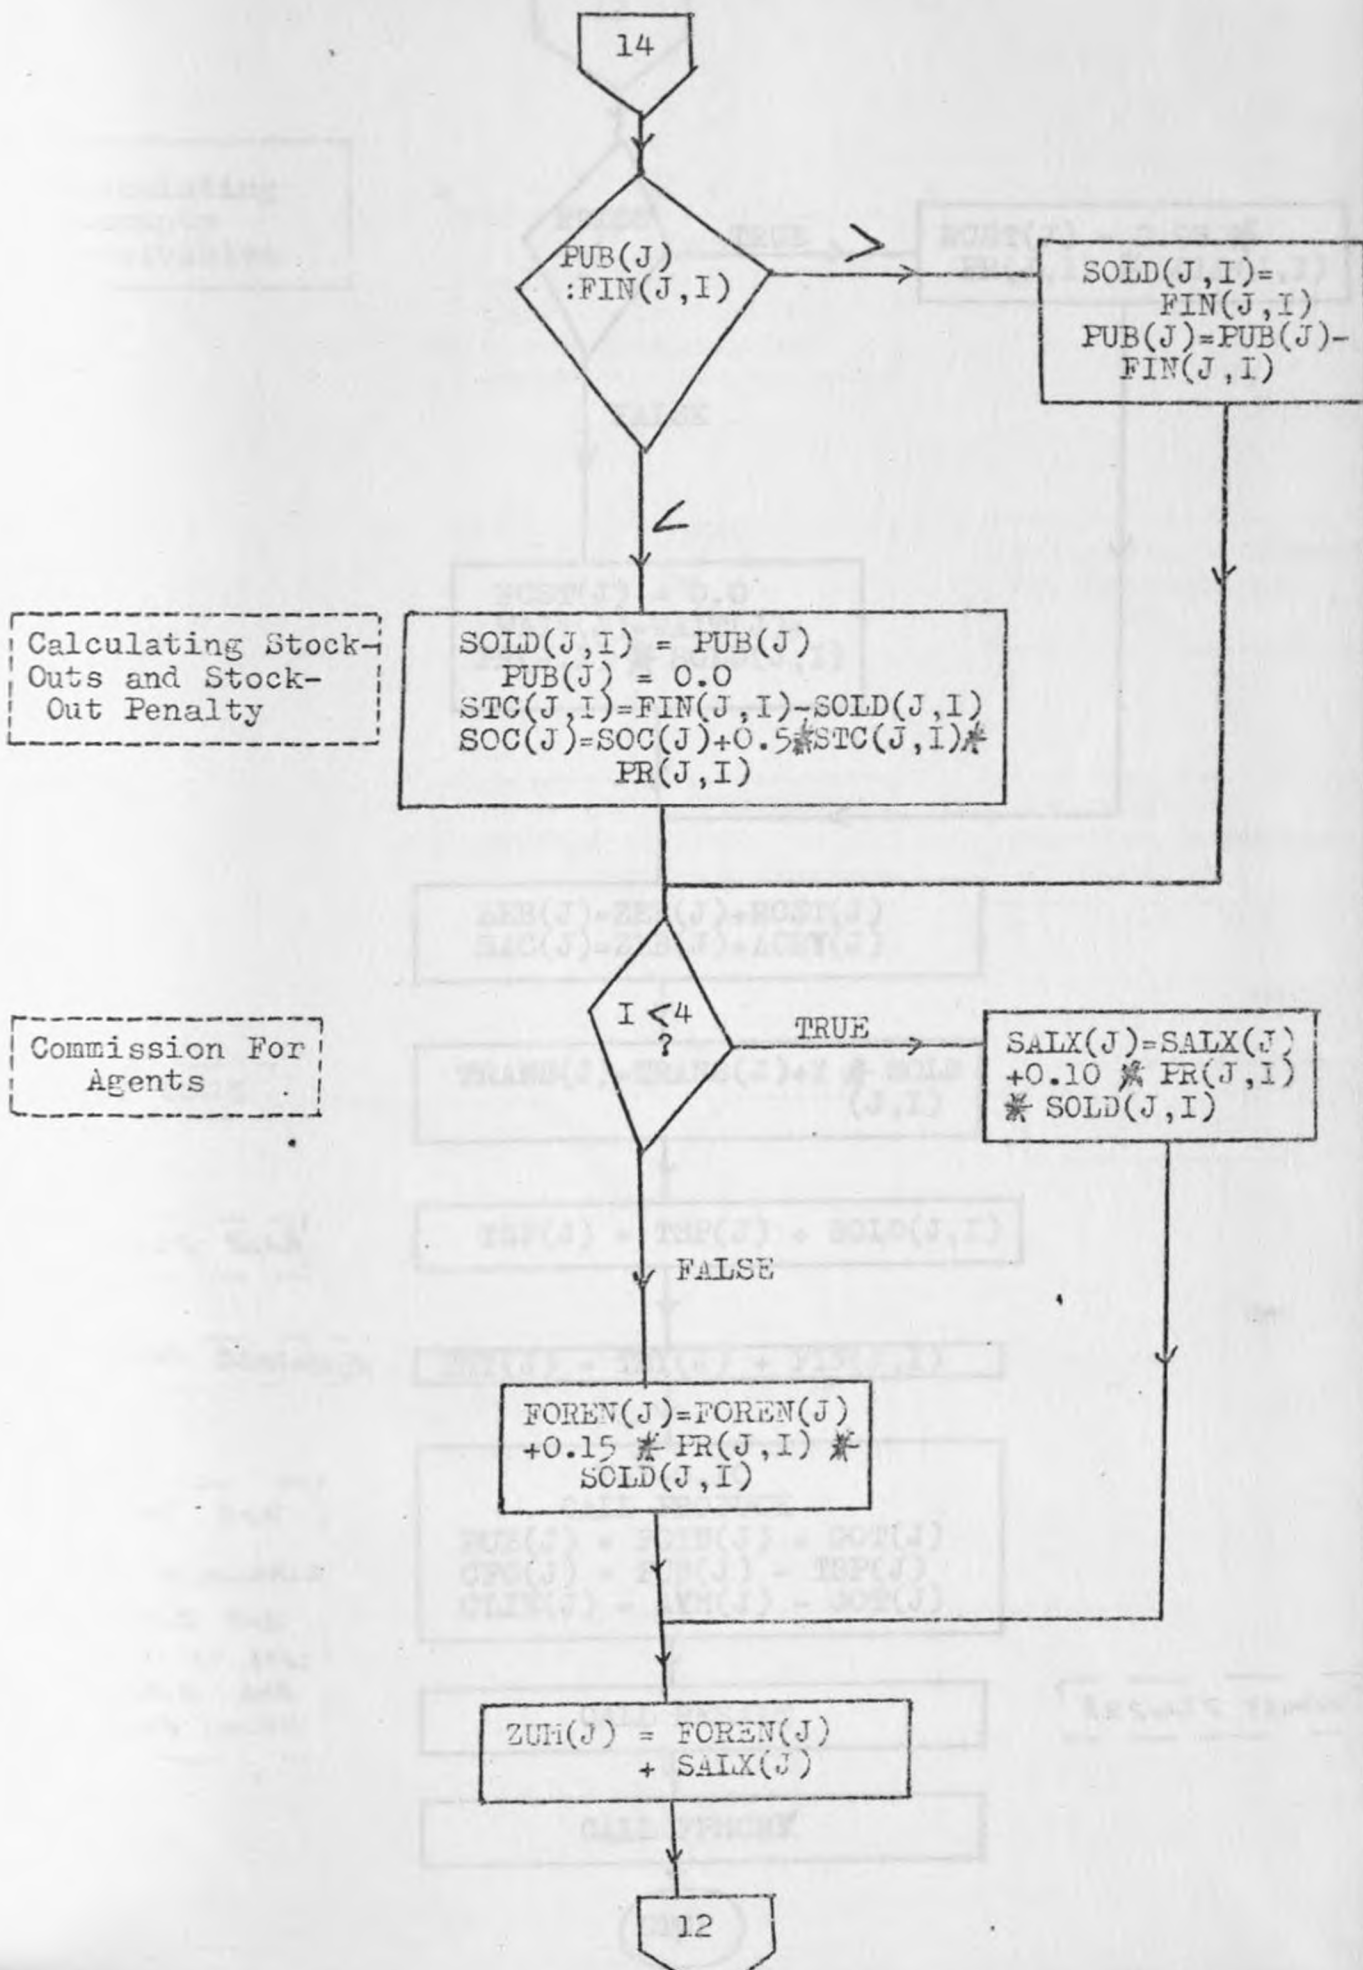 14
PUB(J)
:FIN(J,I)
>
SOLD(J,I)=
FIN(J,I)
PUB(J)=PUB(J)-
FIN(J,I)
<
Calculating Stock-
Outs and Stock-
Out Penalty
SOLD(J,I) = PUB(J)
PUB(J) = 0.0
STC(J,I)=FIN(J,I)-SOLD(J,I)
SOC(J)=SOC(J)+0.5*STC(J,I)*
PR(J,I)
I <4
?
TRUE
SALX(J)=SALX(J)
+0.10 * PR(J,I)
* SOLD(J,I)
Commission For
Agents
FALSE
FOREN(J)=FOREN(J)
+0.15 * PR(J,I) *
SOLD(J,I)
ZUM(J) = FOREN(J)
+ SALX(J)
12